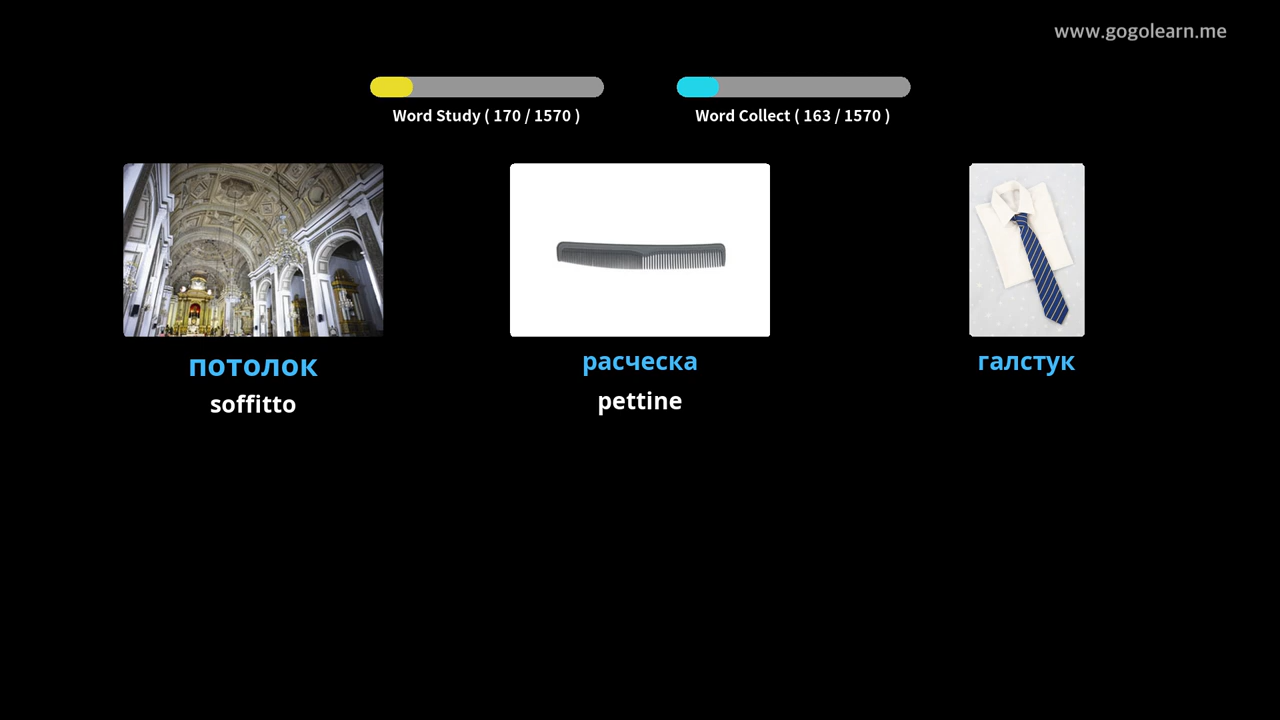 www.gogolearn.me
Word Study ( 170 / 1570 )
Word Collect ( 163 / 1570 )
потолок
soffitto
расческа
pettine
галстук